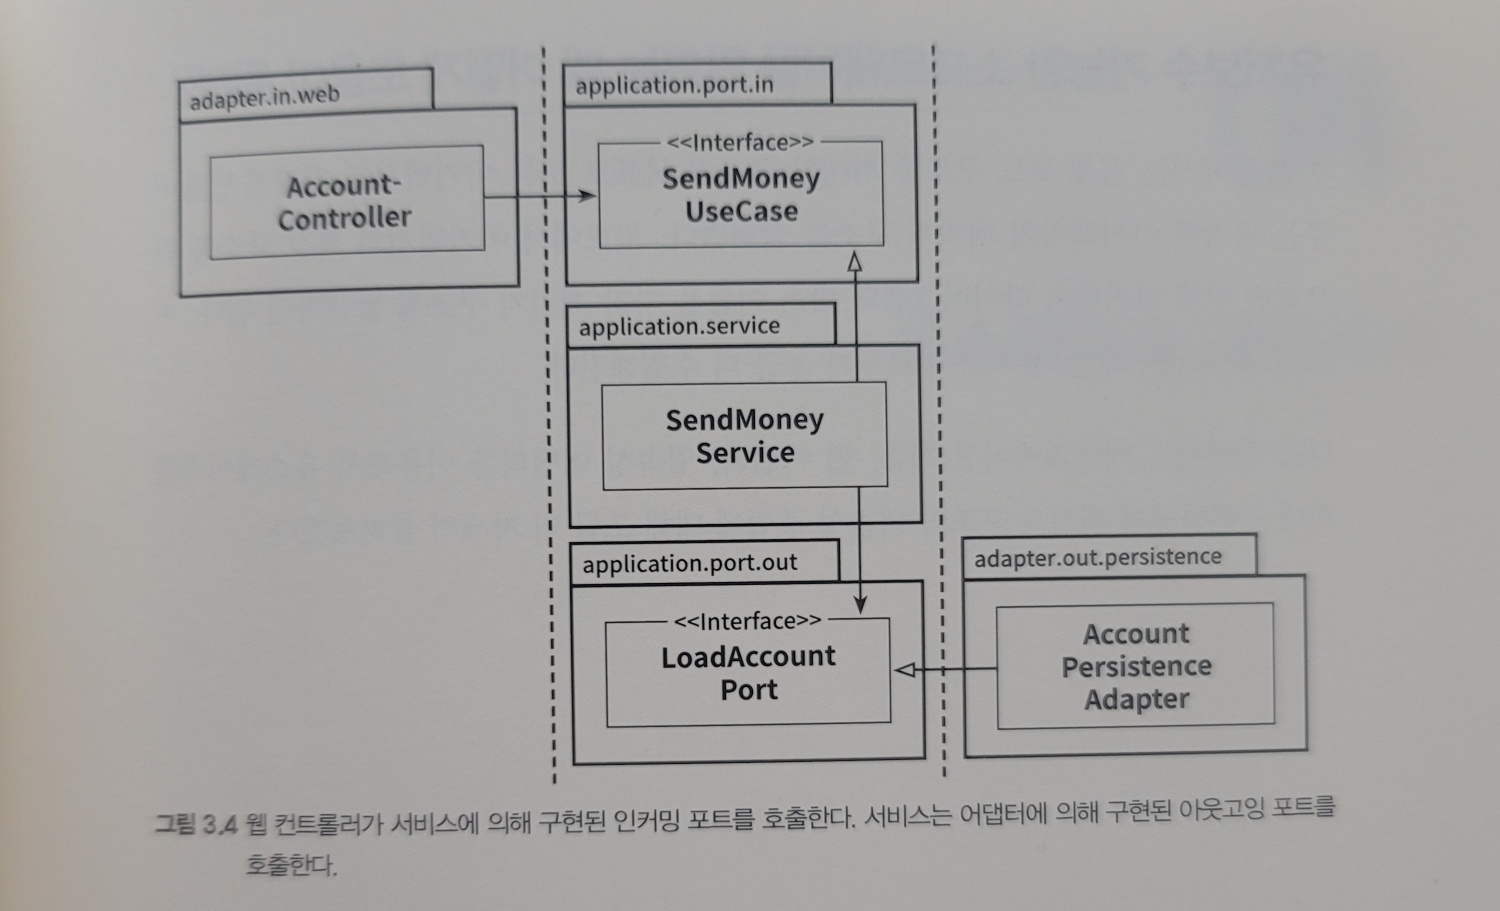 adapter.in.web
Account-
Controller
application.port.in
<<Interface>>
SendMoney
UseCase
application.service
SendMoney
Service
application.port.out
<<Interface>>
LoadAccount
Port
adapter.out.persistence
Account
Persistence
Adapter
그림 3.4 웹 컨트롤러가 서비스에 의해 구현된 인커밍 포트를 호출한다. 서비스는 어댑터에 의해 구현된 아웃고잉 포트를
호출한다.